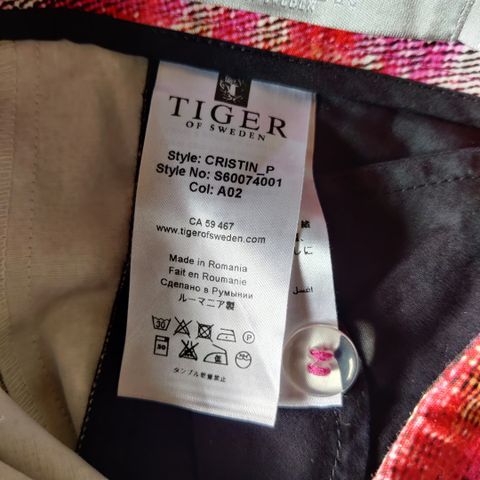 SWEDEN
TIGER
OF SWEDEN
Style: CRISTIN_P
Style No: S60074001
Col: A02
CA 59 467
www.tigerofsweden.com
Made in Romania
Fait en Roumanie
Сделано в Румынии
ルーマニア製
30
P
タンブル乾燥禁止